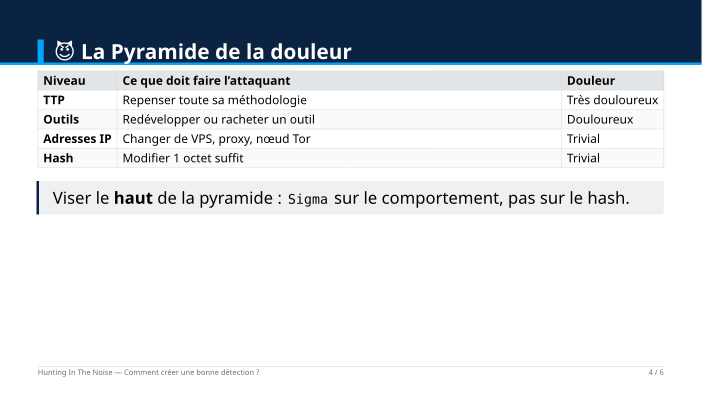 😈 La Pyramide de la douleur
Niveau Ce que doit faire l’attaquant Douleur
TTP Repenser toute sa méthodologie Très douloureux
Outils Redévelopper ou racheter un outil Douloureux
Adresses IP Changer de VPS, proxy, nœud Tor Trivial
Hash Modifier 1 octet suffit Trivial
Viser le haut de la pyramide : Sigma sur le comportement, pas sur le hash.
Hunting In The Noise — Comment créer une bonne détection ? 4 / 6